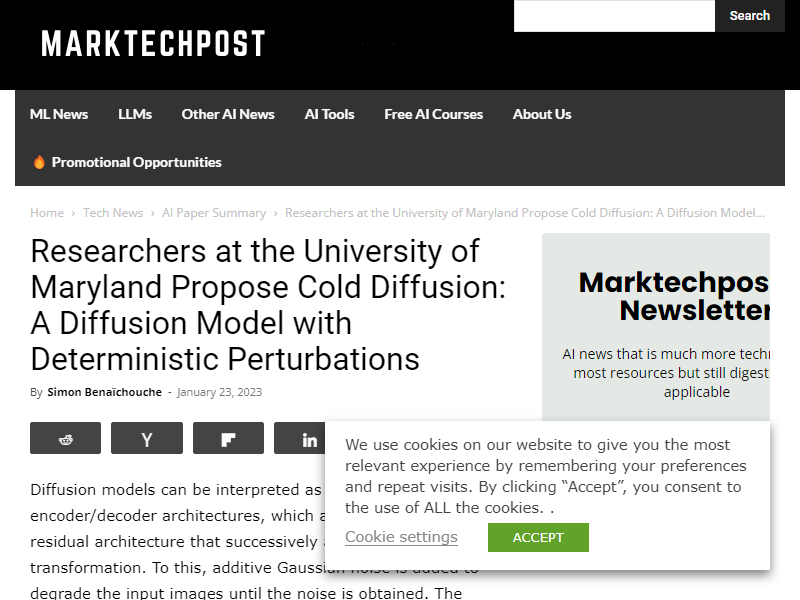 Search
MARKTECHPOST
ML News
LLMs
Other AI News
AI Tools
Free AI Courses
About Us
Promotional Opportunities
Home › Tech News › AI Paper Summary › Researchers at the University of Maryland Propose Cold Diffusion: A Diffusion Model...
Researchers at the University of
Maryland Propose Cold Diffusion:
A Diffusion Model with
Deterministic Perturbations
By Simon Benaïchouche - January 23, 2023
Marktechpos
Newsletter
AI news that is much more techn
most resources but still digest
applicable
Diffusion models can be interpreted as
encoder/decoder architectures, which a
residual architecture that successively
transformation. To this, additive Gaussian noise is added to
degrade the input images until the noise is obtained. The
We use cookies on our website to give you the most
relevant experience by remembering your preferences
and repeat visits. By clicking “Accept”, you consent to
the use of ALL the cookies. .
Cookie settings
ACCEPT